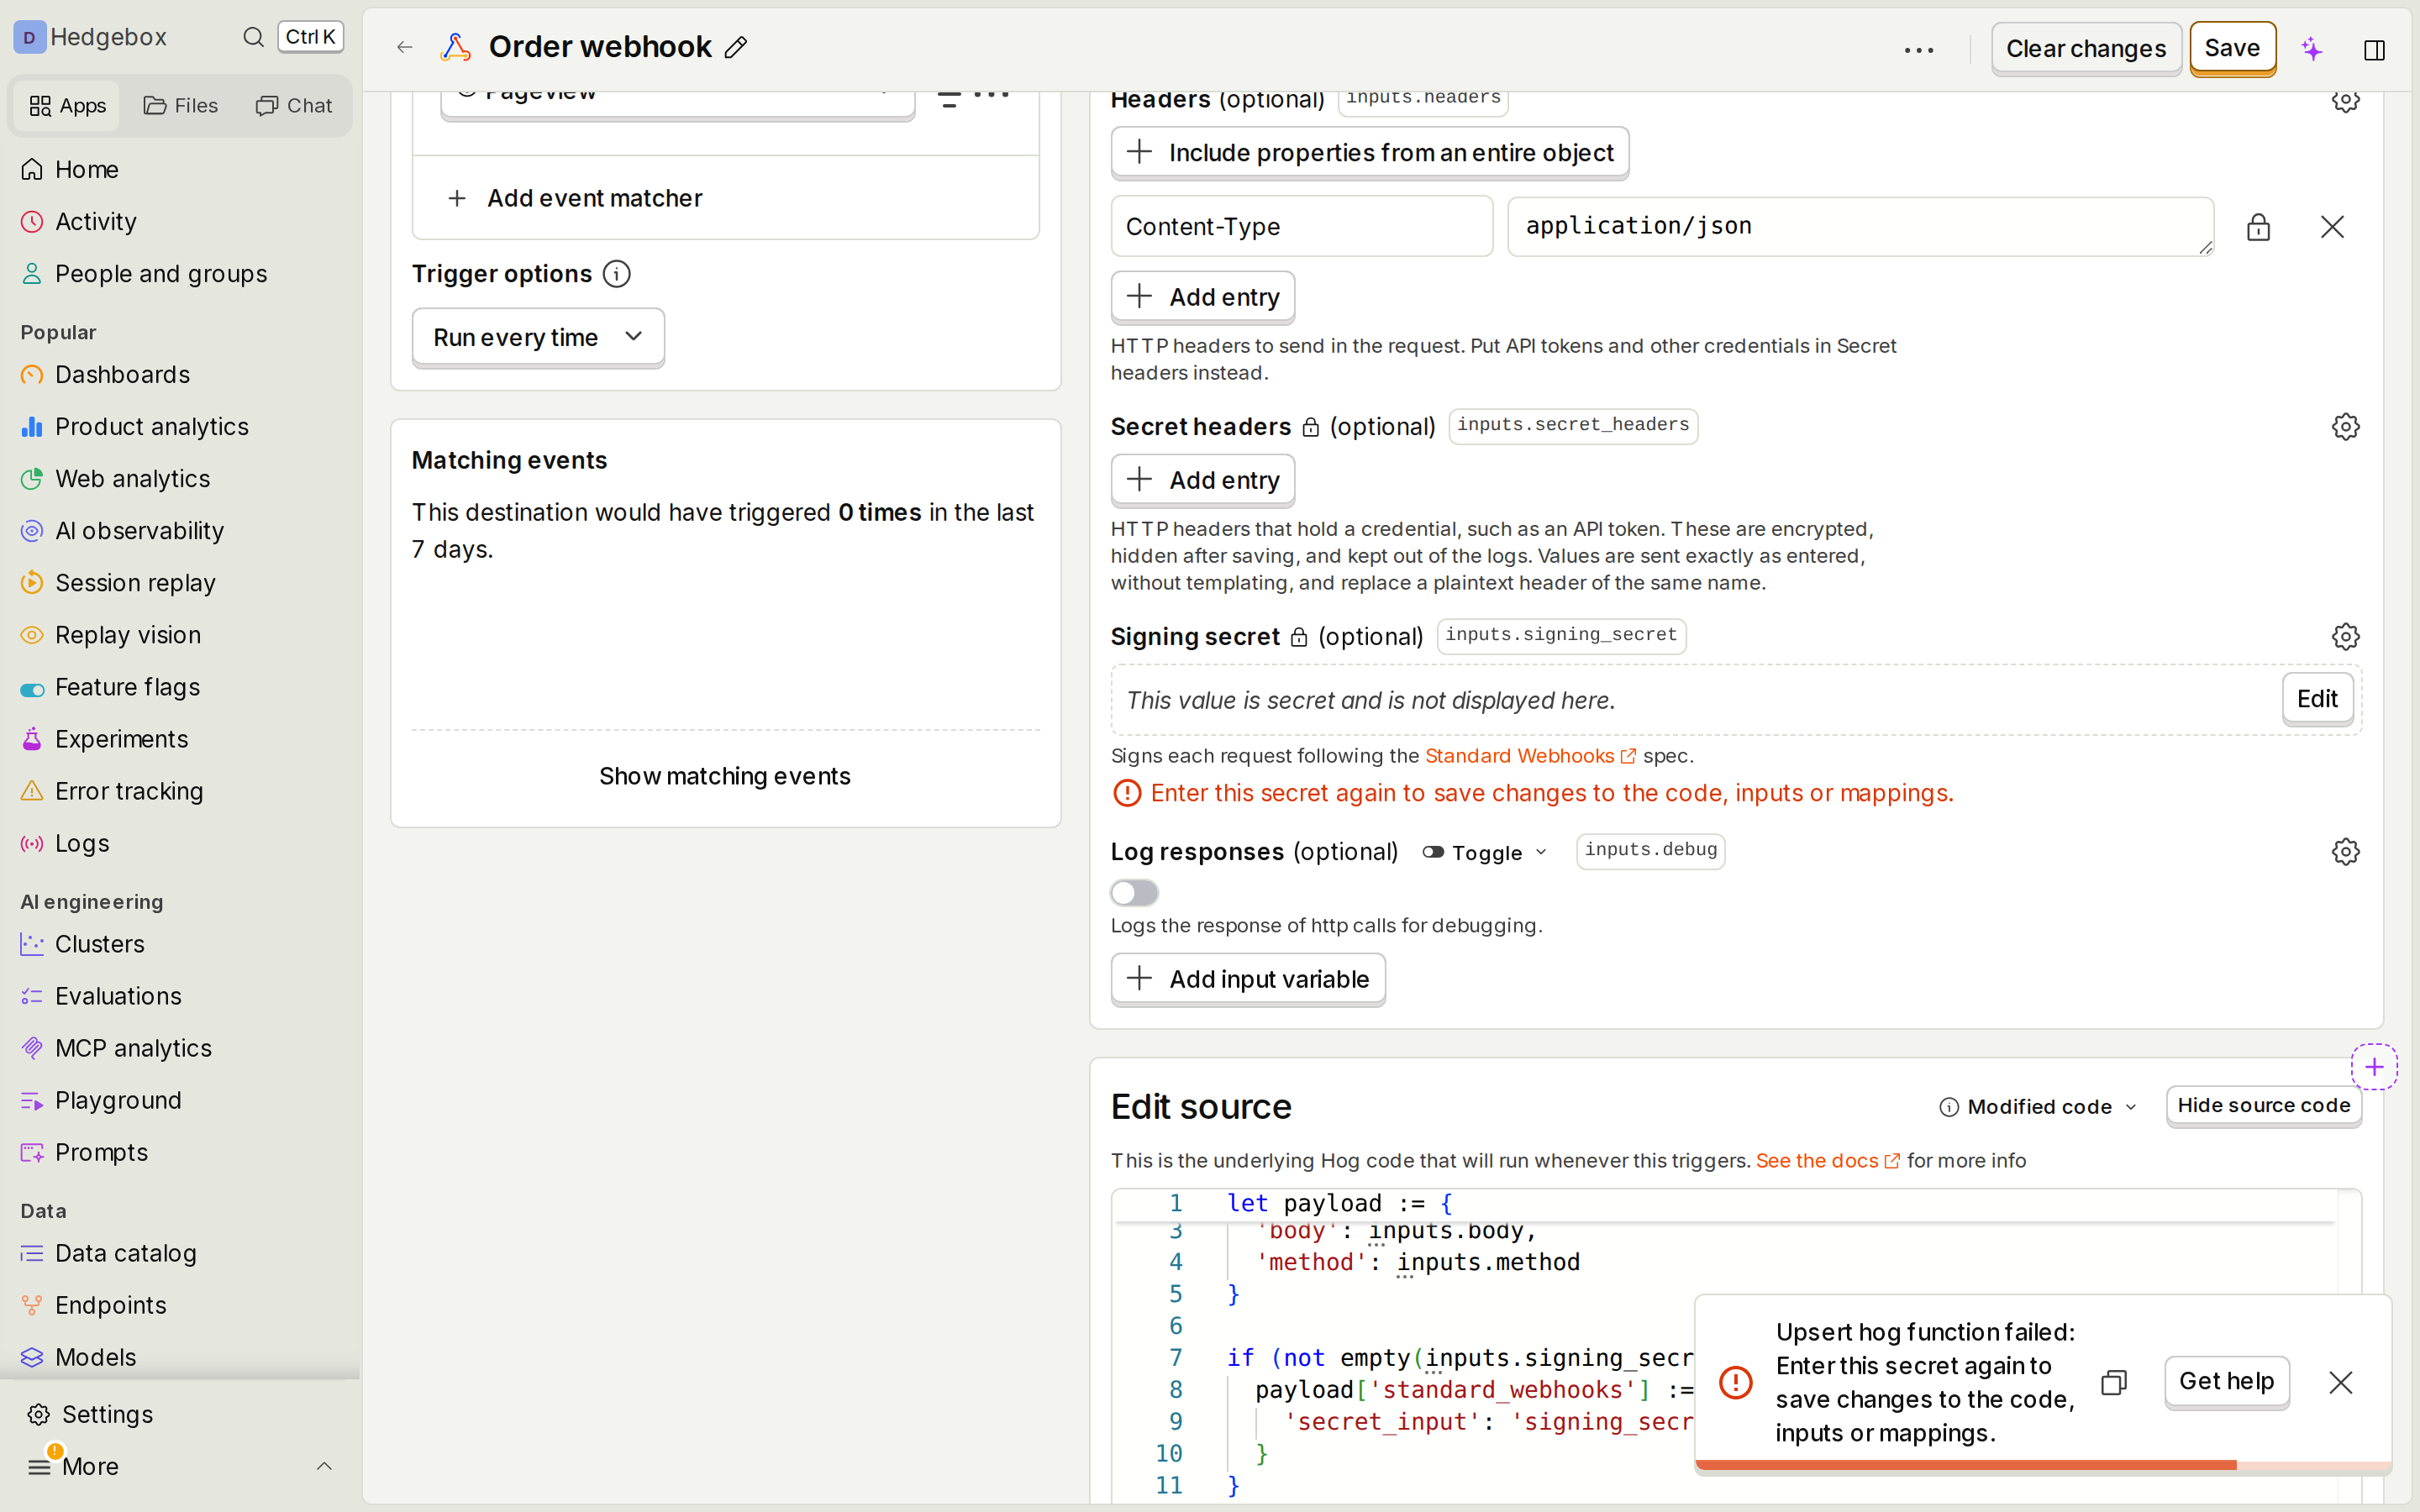 D Hedgebox Ctrl K
Apps Files Chat
Home
Activity
People and groups
Popular
Dashboards
Product analytics
Web analytics
AI observability
Session replay
Replay vision
Feature flags
Experiments
Error tracking
Logs
AI engineering
Clusters
Evaluations
MCP analytics
Playground
Prompts
Data
Data catalog
Endpoints
Models
Settings
More
Order webhook
Clear changes
Save
Pageview
Add event matcher
Trigger options
Run every time
Matching events
This destination would have triggered 0 times in the last
7 days.
Show matching events
Headers (optional) inputs.headers
Include properties from an entire object
Content-Type application/json
Add entry
HTTP headers to send in the request. Put API tokens and other credentials in Secret
headers instead.
Secret headers (optional) inputs.secret_headers
Add entry
HTTP headers that hold a credential, such as an API token. These are encrypted,
hidden after saving, and kept out of the logs. Values are sent exactly as entered,
without templating, and replace a plaintext header of the same name.
Signing secret (optional) inputs.signing_secret
This value is secret and is not displayed here.
Edit
Signs each request following the Standard Webhooks spec.
Enter this secret again to save changes to the code, inputs or mappings.
Log responses (optional) Toggle inputs.debug
Logs the response of http calls for debugging.
Add input variable
Edit source
Modified code
Hide source code
This is the underlying Hog code that will run whenever this triggers. See the docs for more info
1 let payload := {
3 'body': inputs.body,
4 'method': inputs.method
5 }
6
7 if (not empty(inputs.signing_secr
8 payload['standard_webhooks'] :=
9 'secret_input': 'signing_secr
10 }
11 }
Upsert hog function failed:
Enter this secret again to
save changes to the code,
inputs or mappings.
Get help